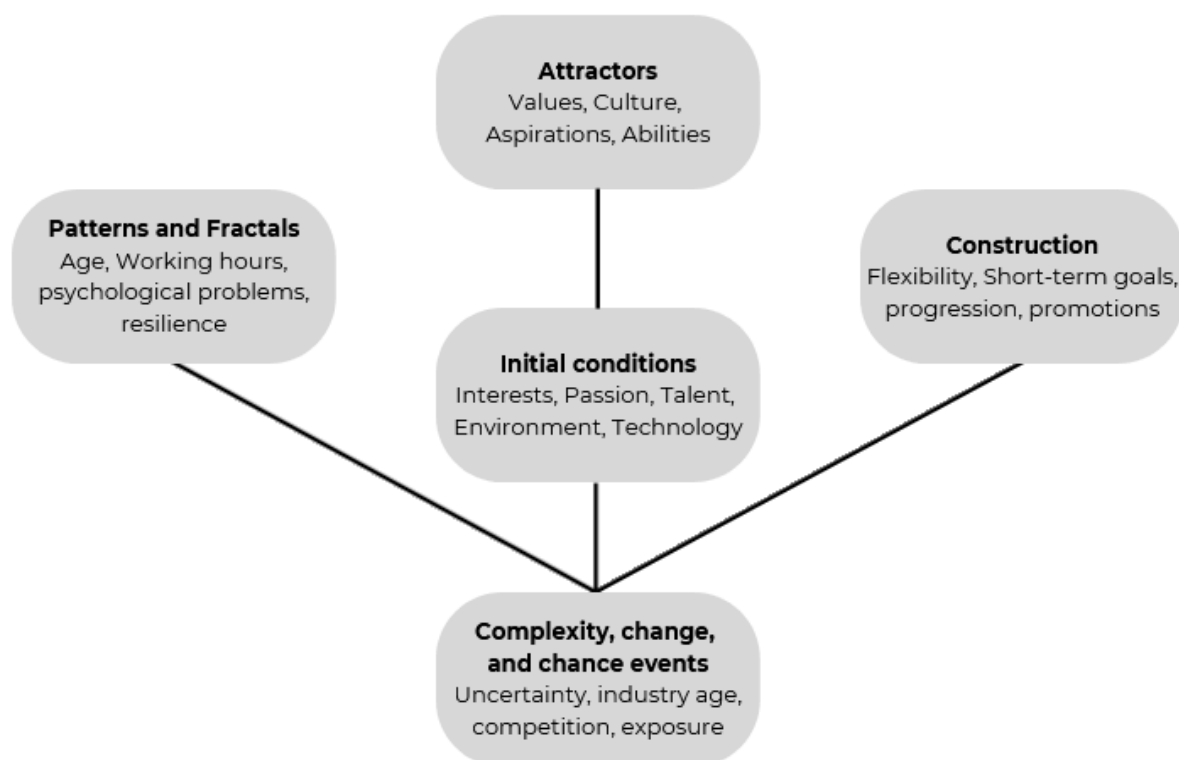 Attractors
Values, Culture,
Aspirations, Abilities
Patterns and Fractals
Age, Working hours,
psychological problems,
resilience
Construction
Flexibility, Short-term goals,
progression, promotions
Initial conditions
Interests, Passion, Talent,
Environment, Technology
Complexity, change,
and chance events
Uncertainty, industry age,
competition, exposure